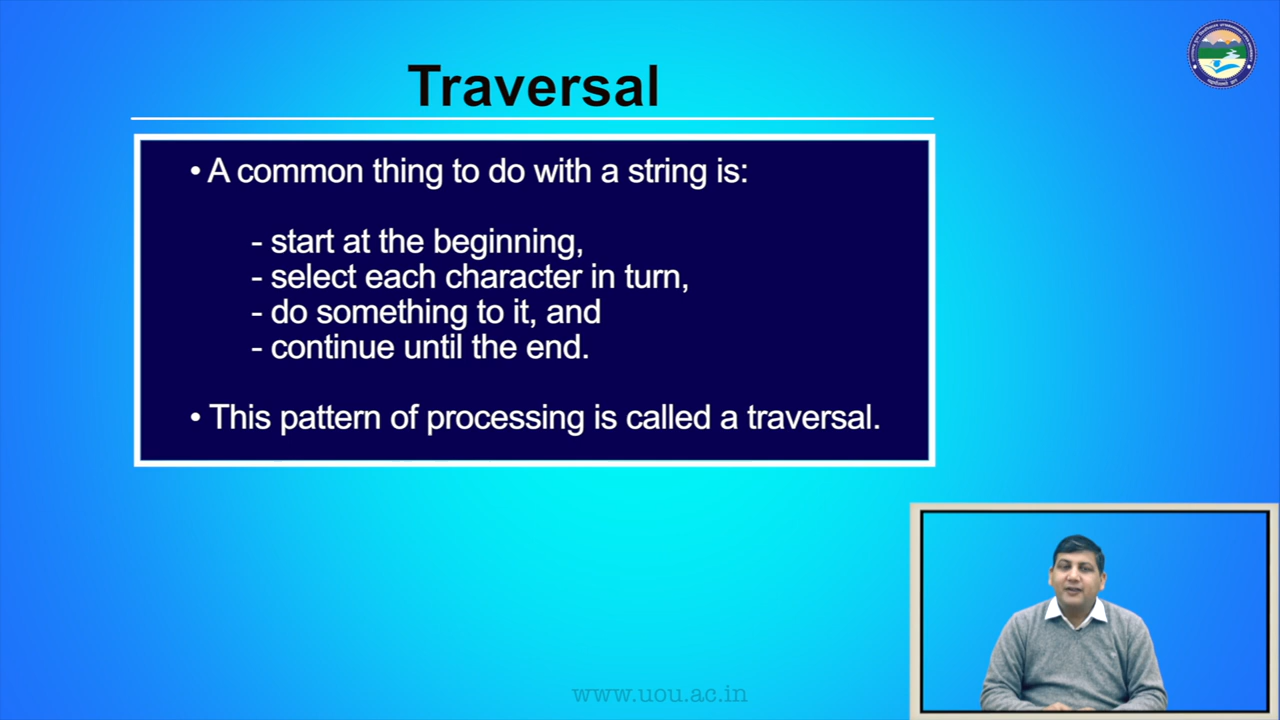 Traversal
• A common thing to do with a string is:
- start at the beginning,
- select each character in turn,
- do something to it, and
- continue until the end.
• This pattern of processing is called a traversal.
www.uou.ac.in